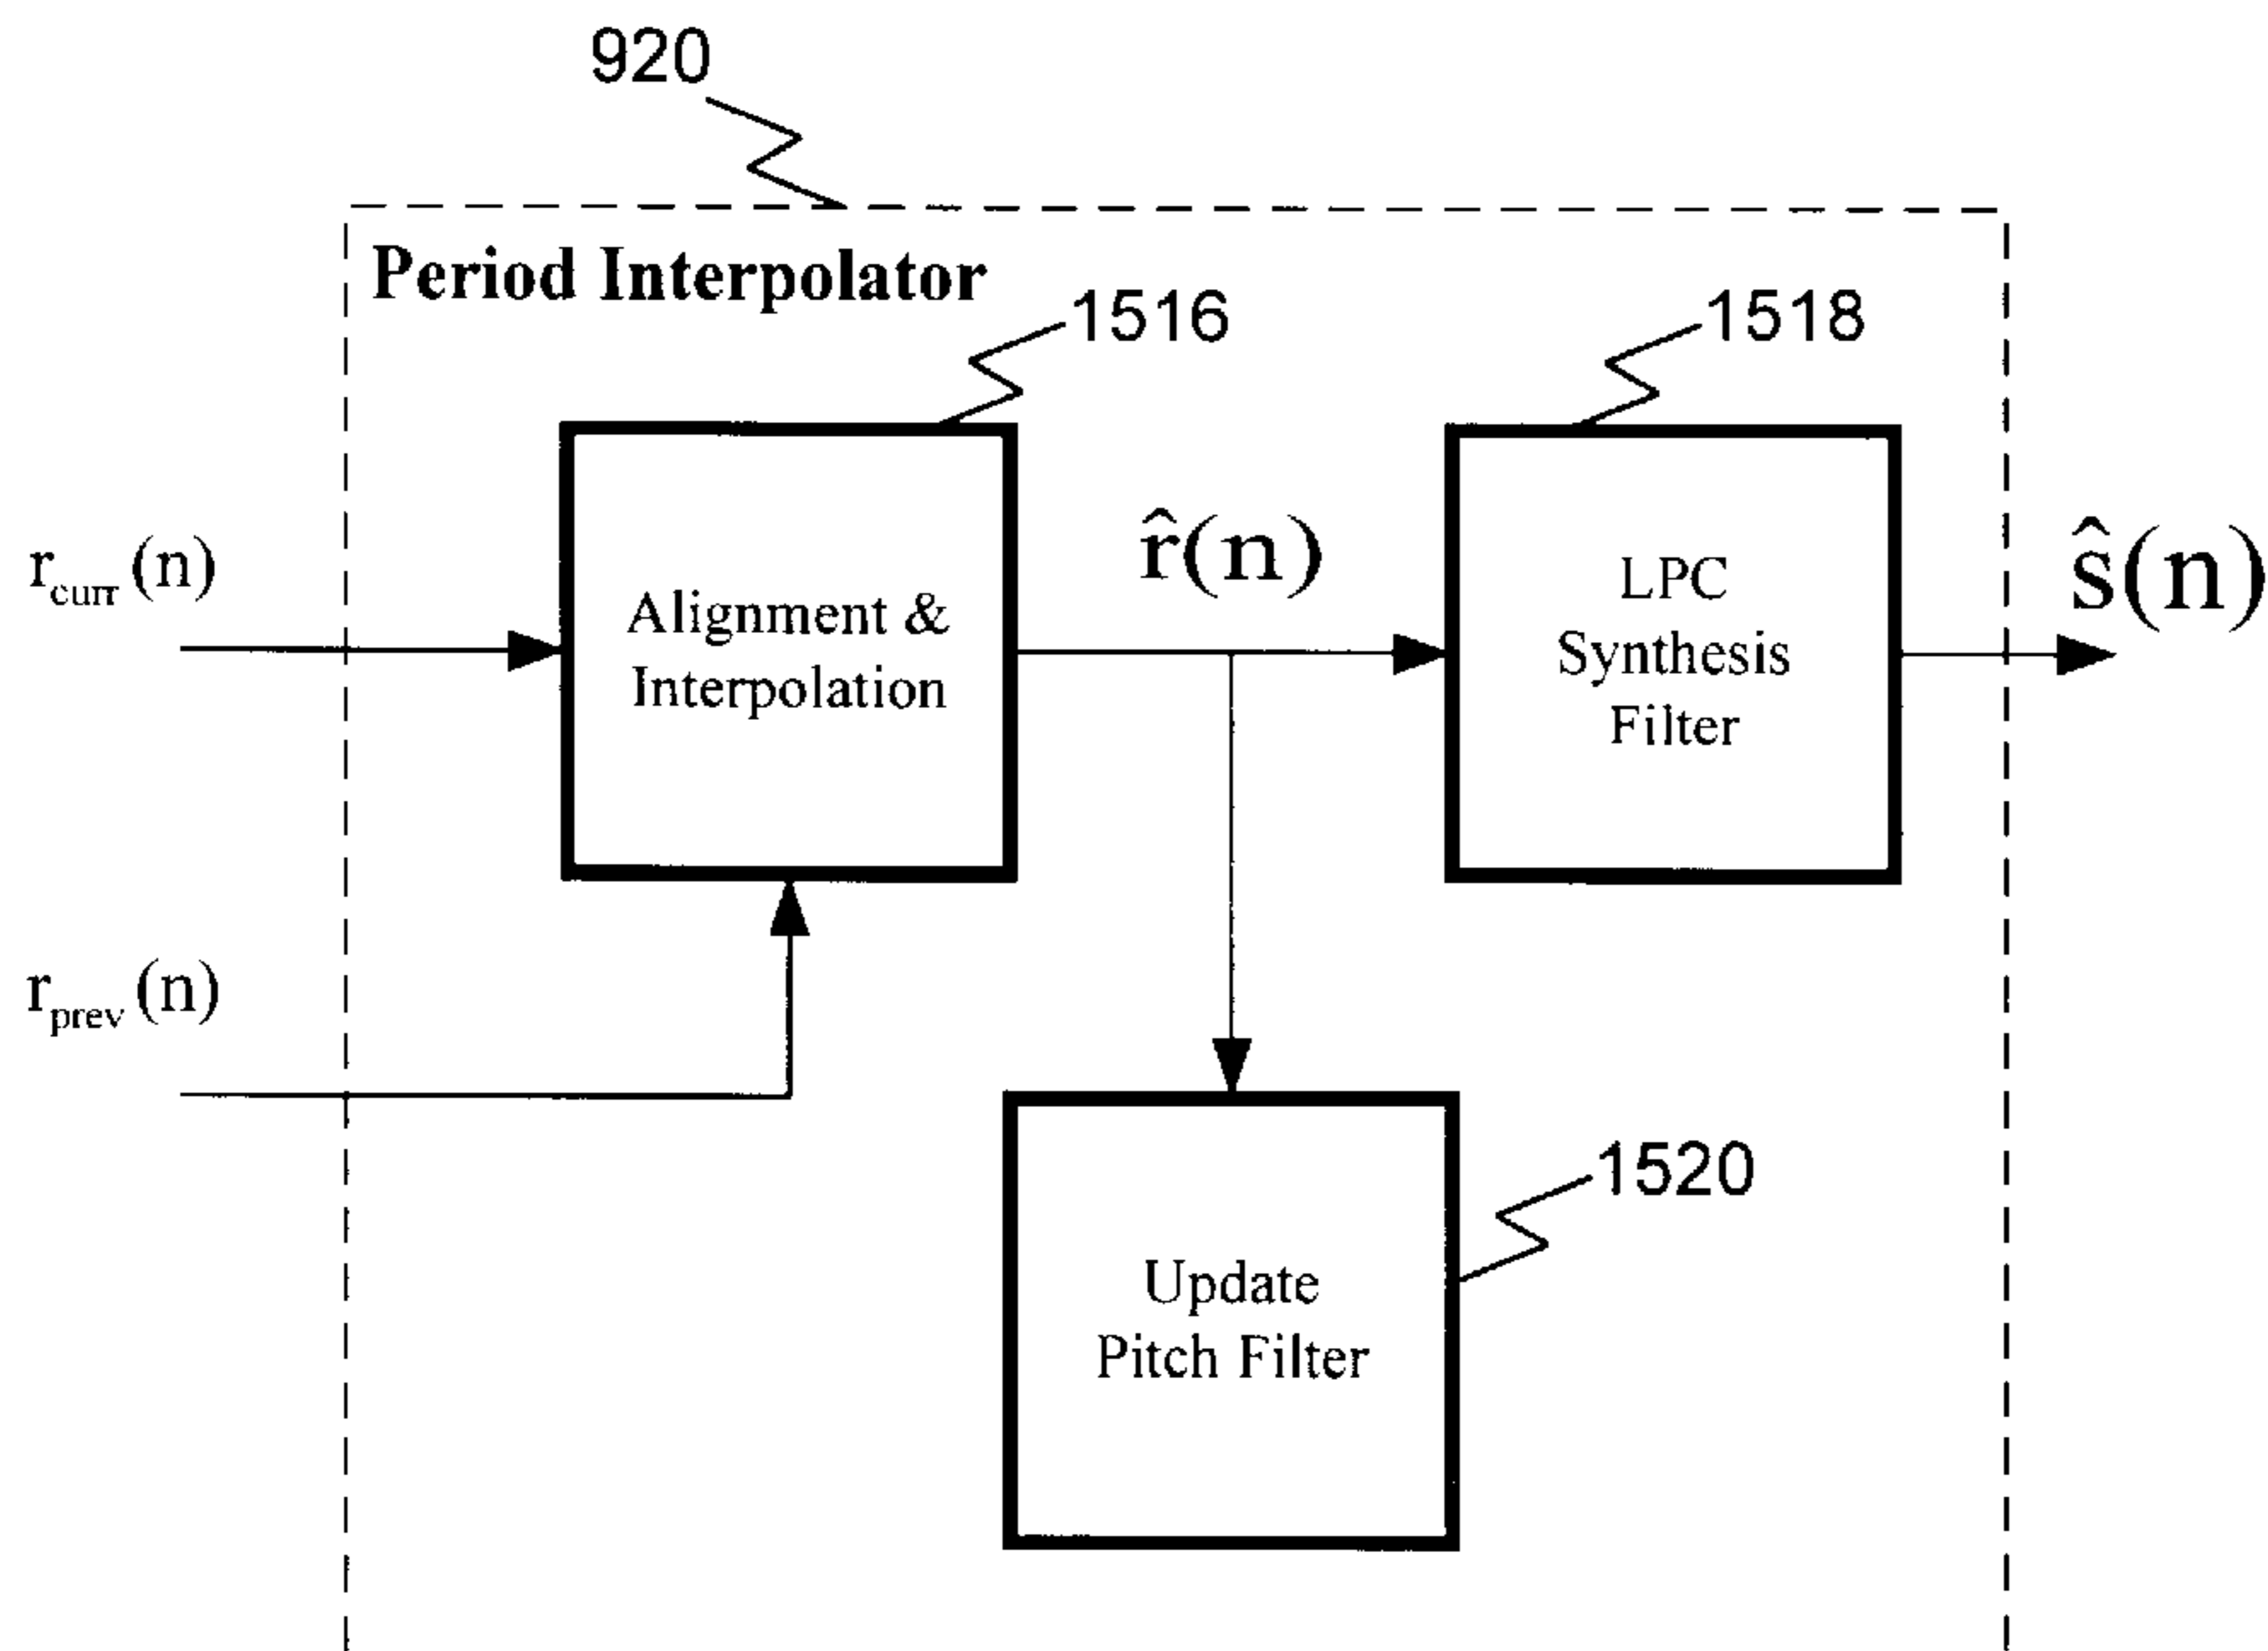 920
Period Interpolator
1516
1518
r_curr(n)
Alignment &
Interpolation
r̂(n)
LPC
Synthesis
Filter
ŝ(n)
r_prev(n)
1520
Update
Pitch Filter